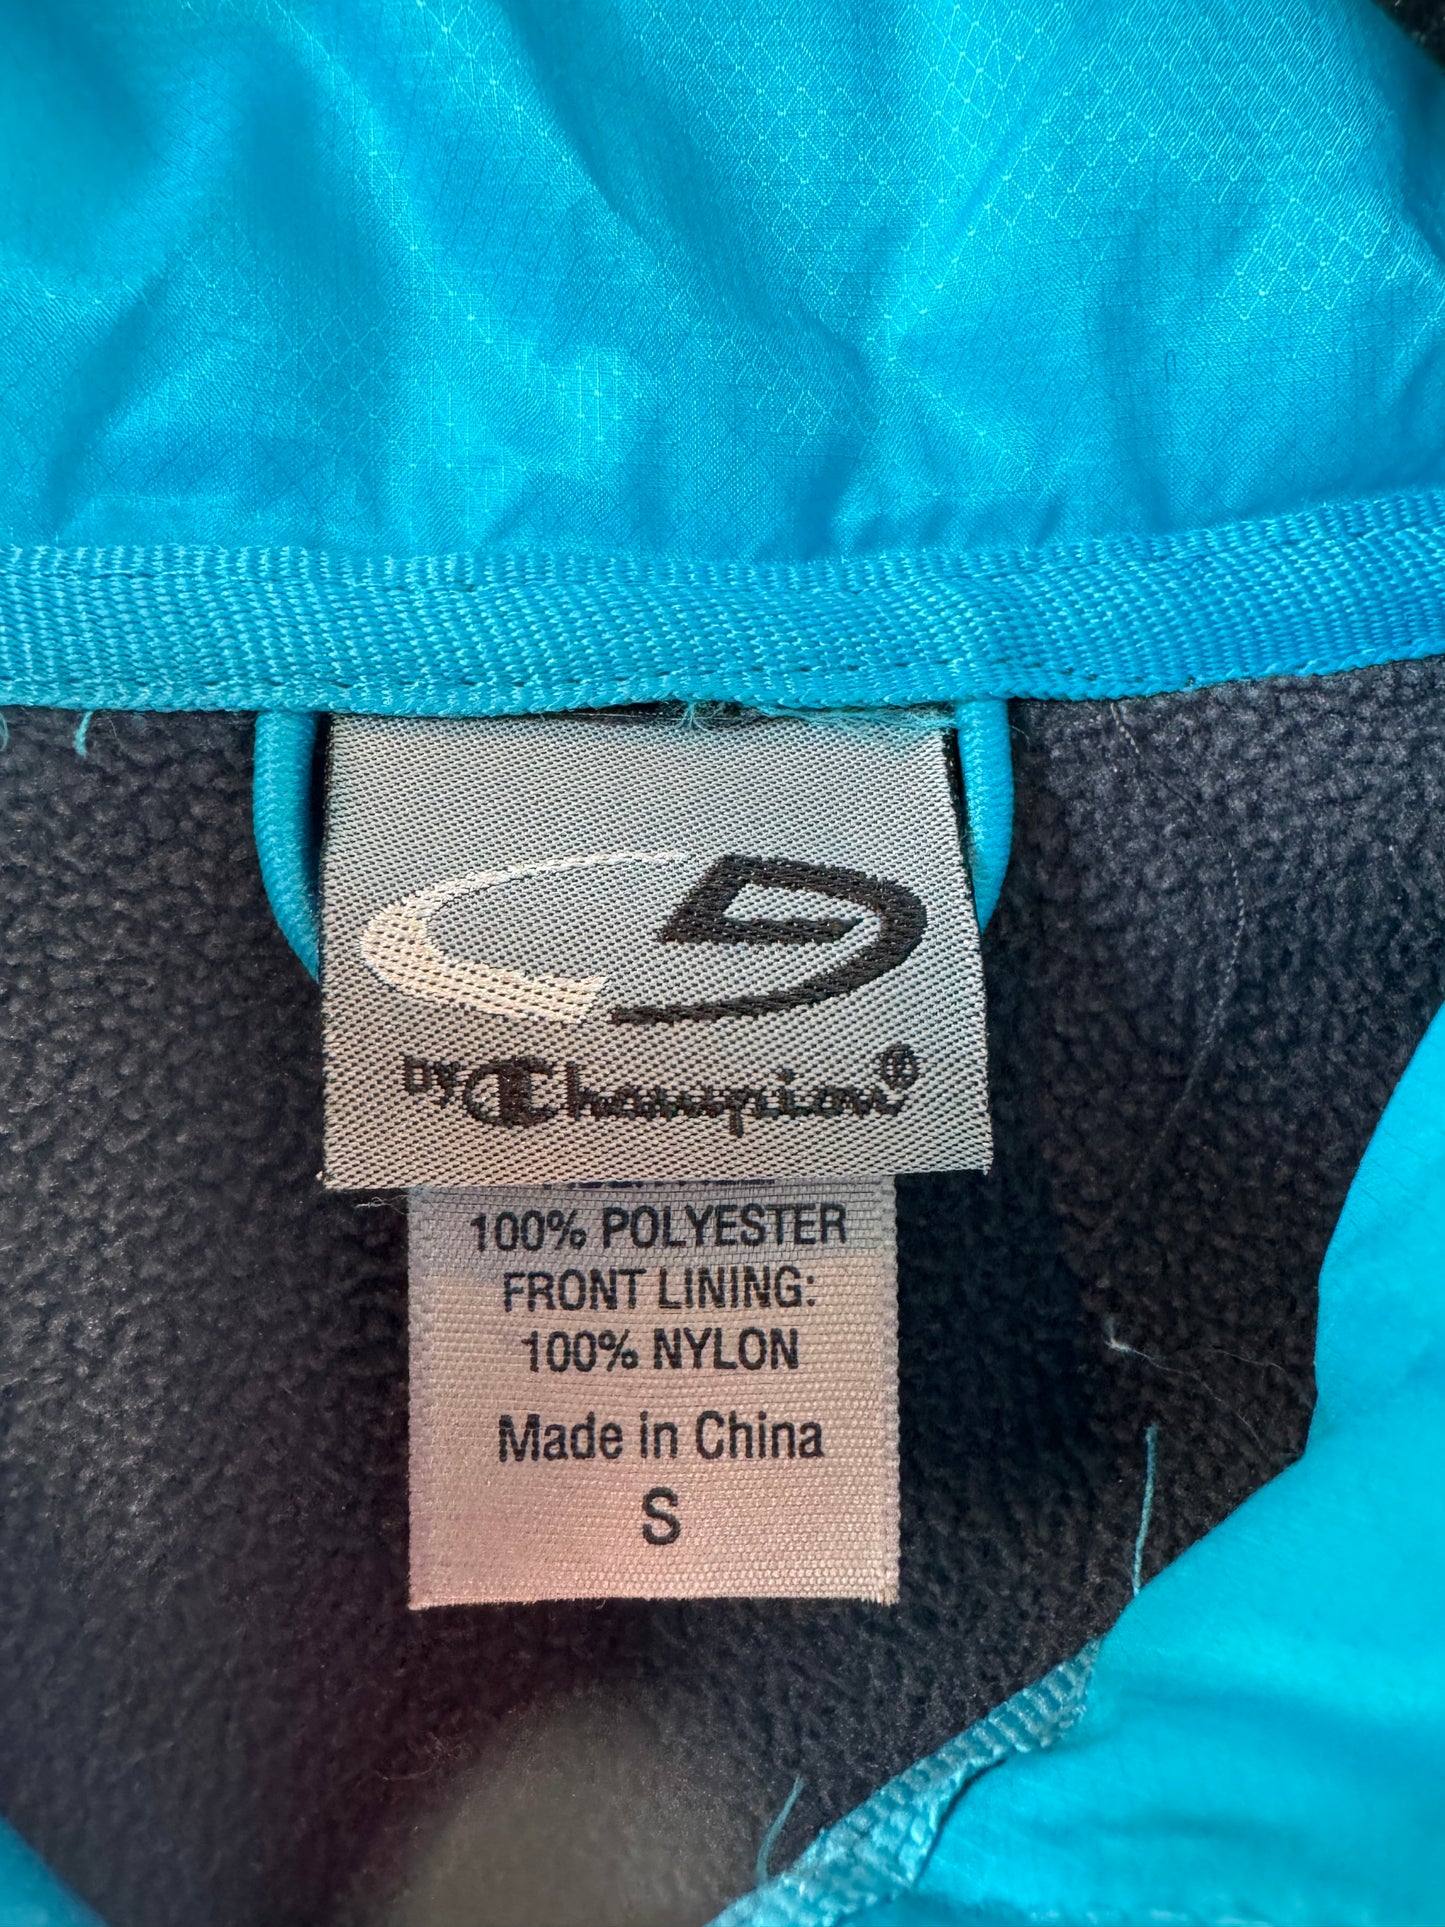 by Champion®
100% POLYESTER
FRONT LINING:
100% NYLON
Made in China
S